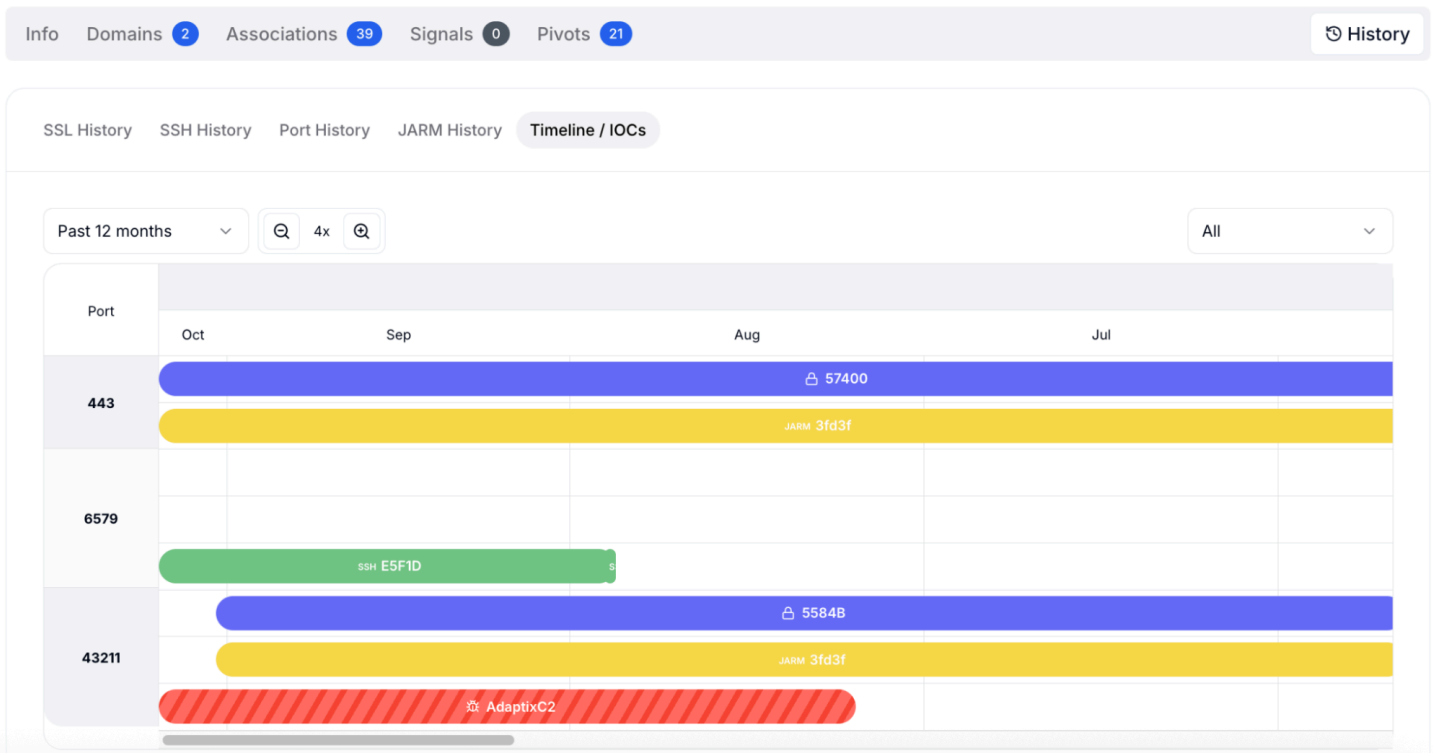 Info Domains 2 Associations 39 Signals 0 Pivots 21 History
SSL History SSH History Port History JARM History Timeline / IOCs
Past 12 months 4x All
Port
Oct Sep Aug Jul
443
57400
JARM 3fd3f
6579
SSH E5F1D S
43211
5584B
JARM 3fd3f
AdaptixC2